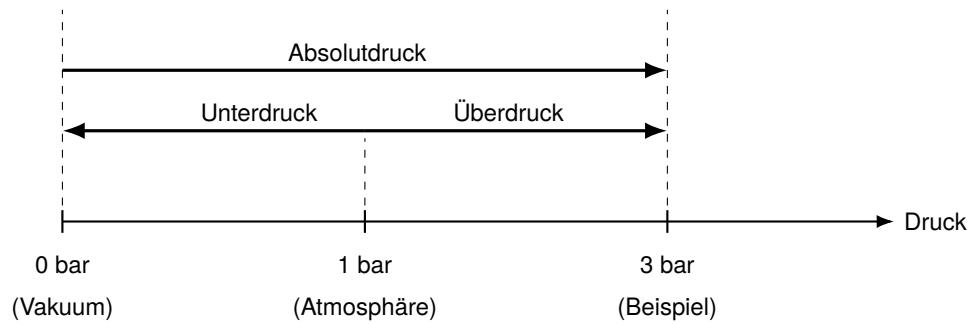 Absolutdruck
Unterdruck Überdruck
Druck
0 bar 1 bar 3 bar
(Vakuum) (Atmosphäre) (Beispiel)